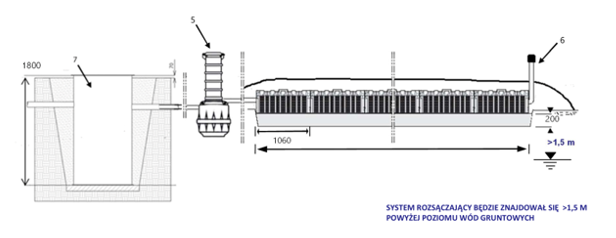 5
6
7
1800
70
200
1060
>1,5 m
SYSTEM ROZSĄCZAJĄCY BĘDZIE ZNAJDOWAŁ SIĘ >1,5 M
POWYŻEJ POZIOMU WÓD GRUNTOWYCH